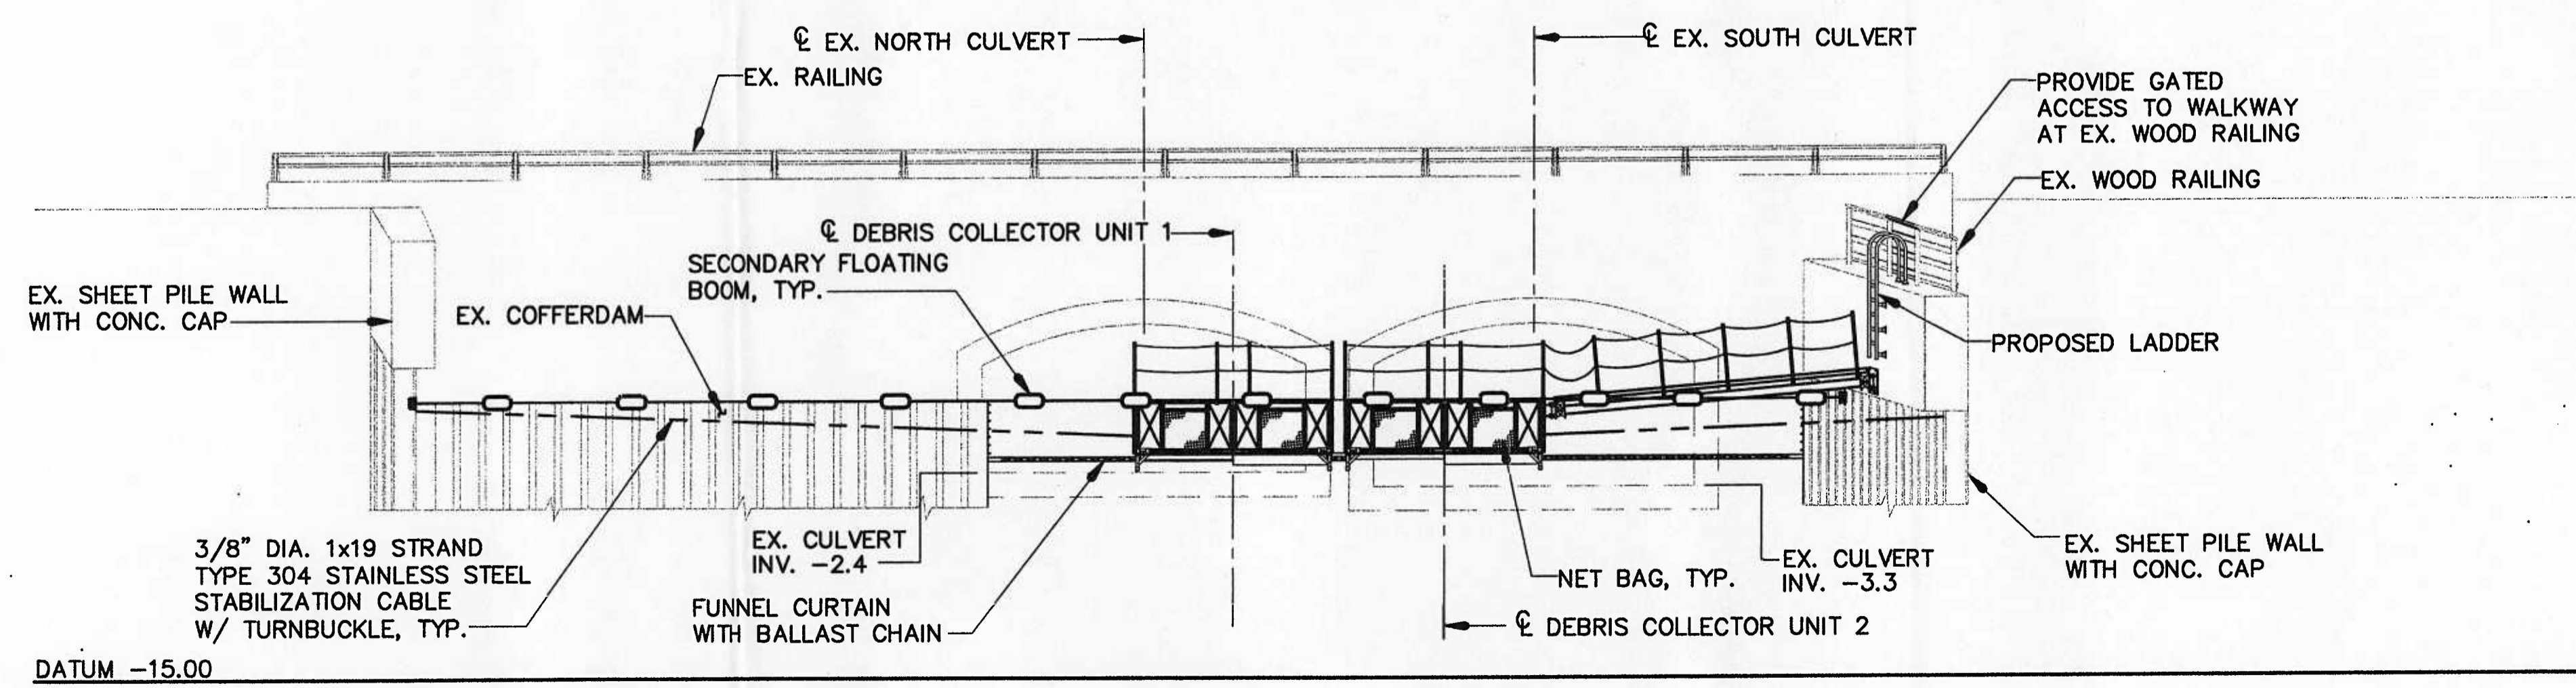 ℄ EX. NORTH CULVERT
℄ EX. SOUTH CULVERT
EX. RAILING
PROVIDE GATED
ACCESS TO WALKWAY
AT EX. WOOD RAILING
EX. WOOD RAILING
℄ DEBRIS COLLECTOR UNIT 1
SECONDARY FLOATING
BOOM, TYP.
EX. SHEET PILE WALL
WITH CONC. CAP
EX. COFFERDAM
PROPOSED LADDER
3/8" DIA. 1x19 STRAND
TYPE 304 STAINLESS STEEL
STABILIZATION CABLE
W/ TURNBUCKLE, TYP.
EX. CULVERT
INV. -2.4
FUNNEL CURTAIN
WITH BALLAST CHAIN
NET BAG, TYP.
EX. CULVERT
INV. -3.3
EX. SHEET PILE WALL
WITH CONC. CAP
℄ DEBRIS COLLECTOR UNIT 2
DATUM -15.00